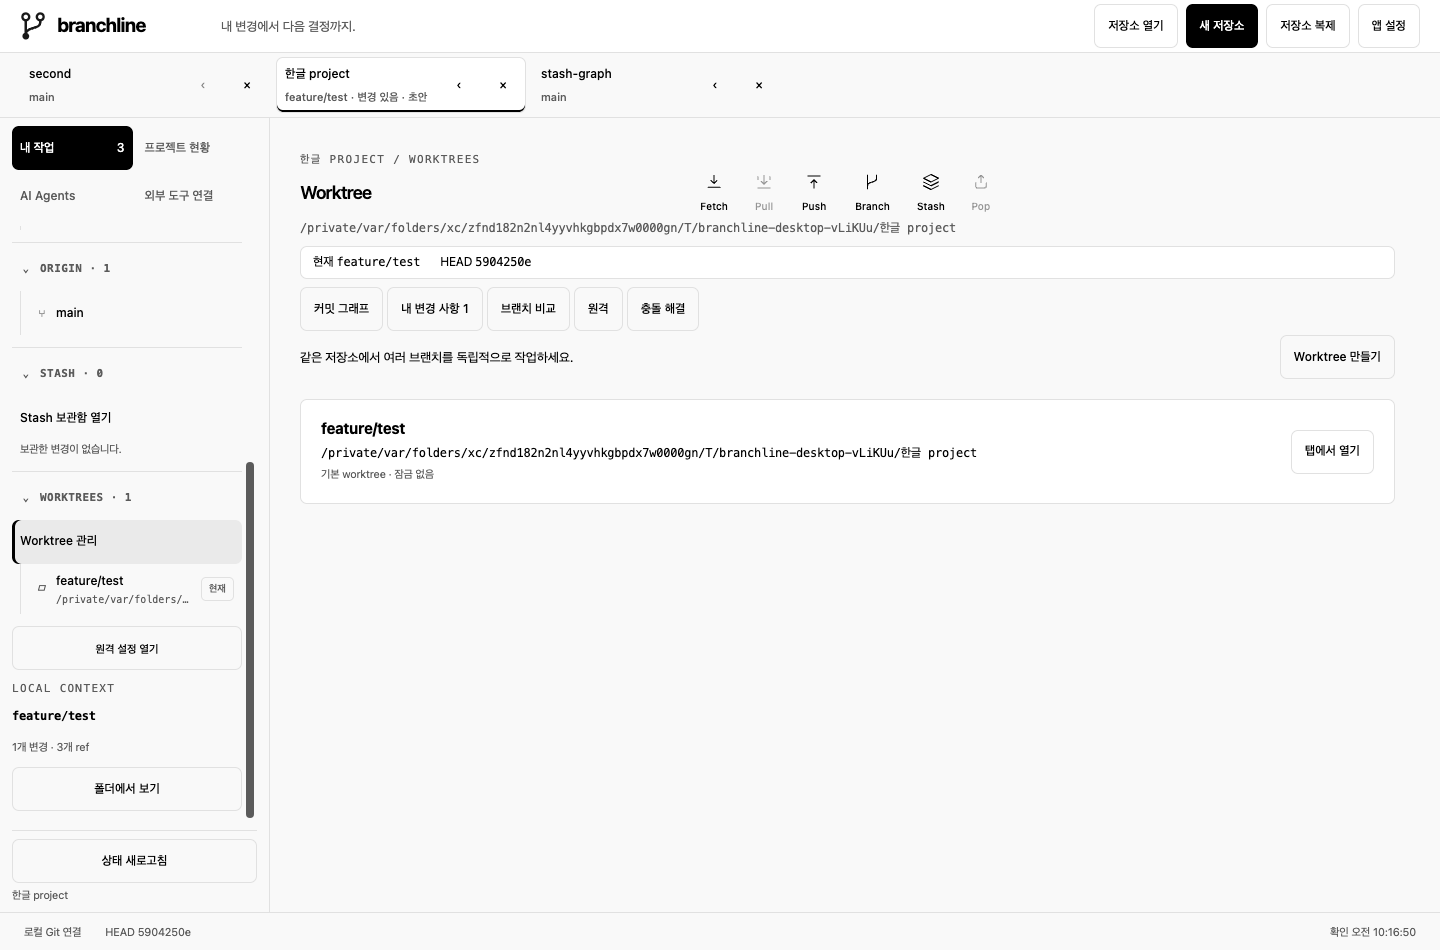 branchline
내 변경에서 다음 결정까지.
저장소 열기
새 저장소
저장소 복제
앱 설정
second
main
한글 project
feature/test · 변경 있음 · 초안
stash-graph
main
내 작업 3
프로젝트 현황
AI Agents
외부 도구 연결
ORIGIN · 1
main
STASH · 0
Stash 보관함 열기
보관한 변경이 없습니다.
WORKTREES · 1
Worktree 관리
feature/test
/private/var/folders/…
현재
원격 설정 열기
LOCAL CONTEXT
feature/test
1개 변경 · 3개 ref
폴더에서 보기
상태 새로고침
한글 project
한글 PROJECT / WORKTREES
Worktree
Fetch
Pull
Push
Branch
Stash
Pop
/private/var/folders/xc/zfnd182n2nl4yyvhkgbpdx7w0000gn/T/branchline-desktop-vLiKUu/한글 project
현재 feature/test HEAD 5904250e
커밋 그래프
내 변경 사항 1
브랜치 비교
원격
충돌 해결
같은 저장소에서 여러 브랜치를 독립적으로 작업하세요.
Worktree 만들기
feature/test
/private/var/folders/xc/zfnd182n2nl4yyvhkgbpdx7w0000gn/T/branchline-desktop-vLiKUu/한글 project
기본 worktree · 잠금 없음
탭에서 열기
로컬 Git 연결
HEAD 5904250e
확인 오전 10:16:50